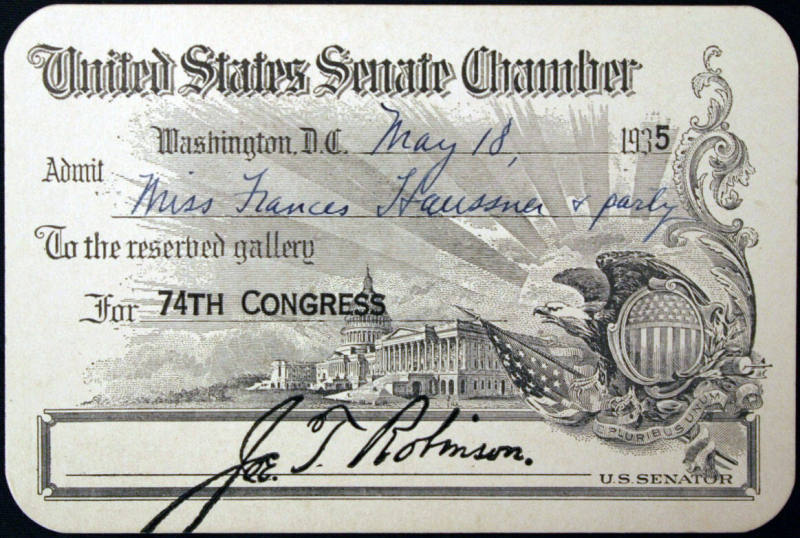 United States Senate Chamber
Washington, D.C. May 18, 1935
Admit
Miss Frances Haussner & party
To the reserved gallery
For 74TH CONGRESS
E PLURIBUS UNUM
Joe. T. Robinson.
U.S. SENATOR